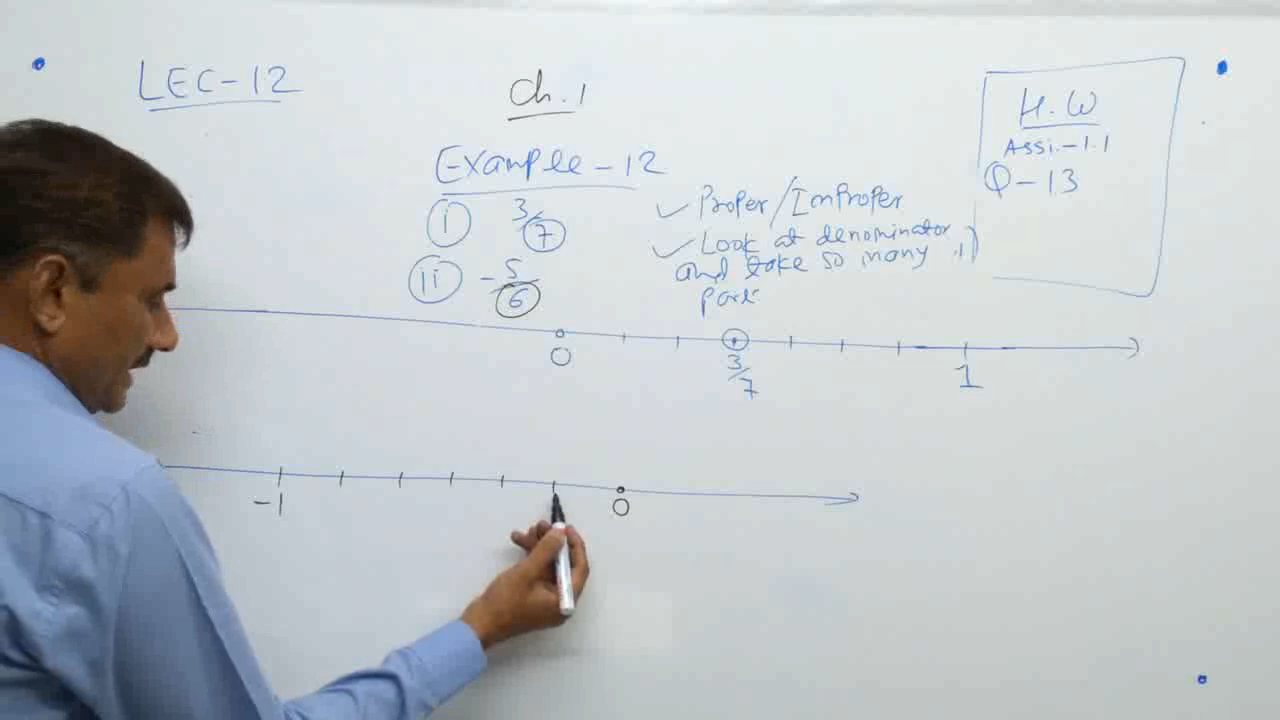 LEC-12
Ch.1
H.W
Assi.-1.1
Q-13
Example-12
i 3/7
ii -5/6
✓ Proper/Improper
✓ Look at denominator
and take so many
part
0
3/7
1
-1
0